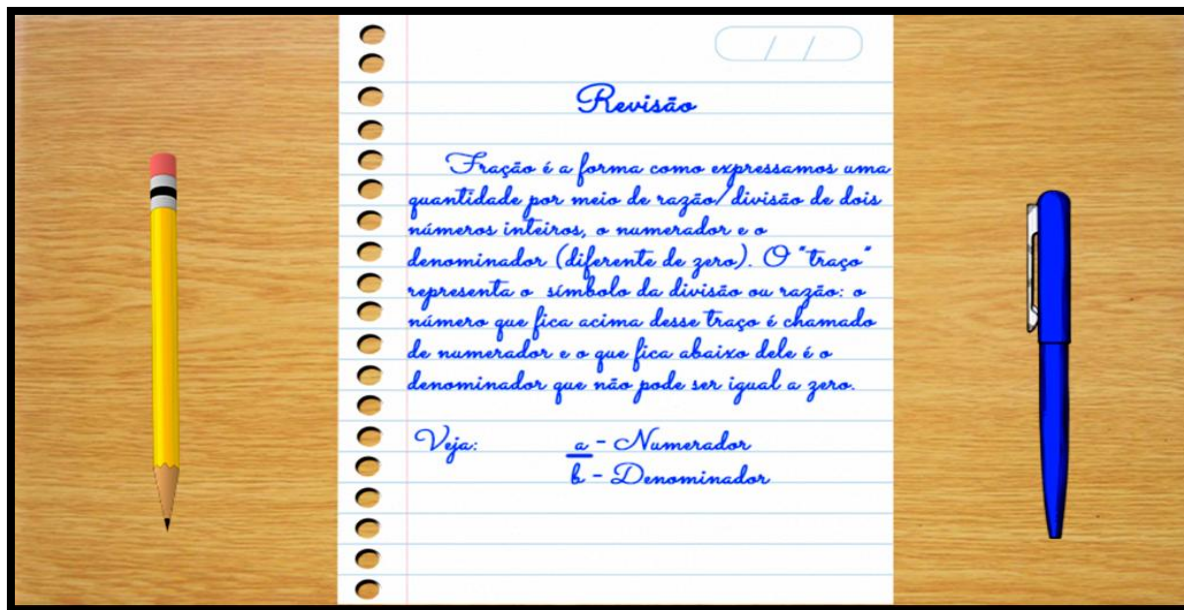 / /
Revisão
Fração é a forma como expressamos uma
quantidade por meio de razão/divisão de dois
números inteiros, o numerador e o
denominador (diferente de zero). O "traço"
representa o símbolo da divisão ou razão: o
número que fica acima desse traço é chamado
de numerador e o que fica abaixo dele é o
denominador que não pode ser igual a zero.
Veja: a - Numerador
b - Denominador